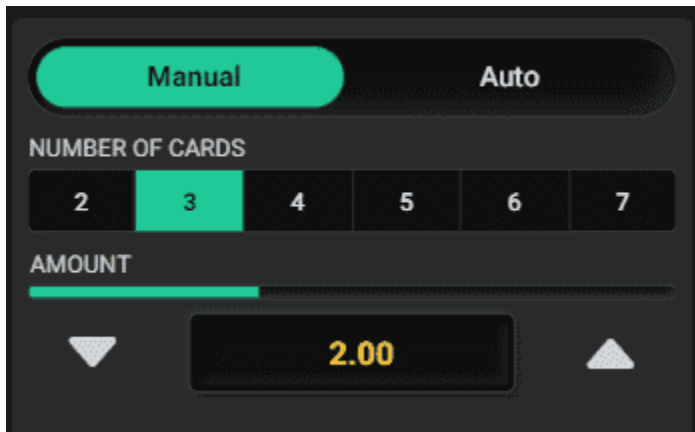 Manual Auto
NUMBER OF CARDS
2 3 4 5 6 7
AMOUNT
2.00